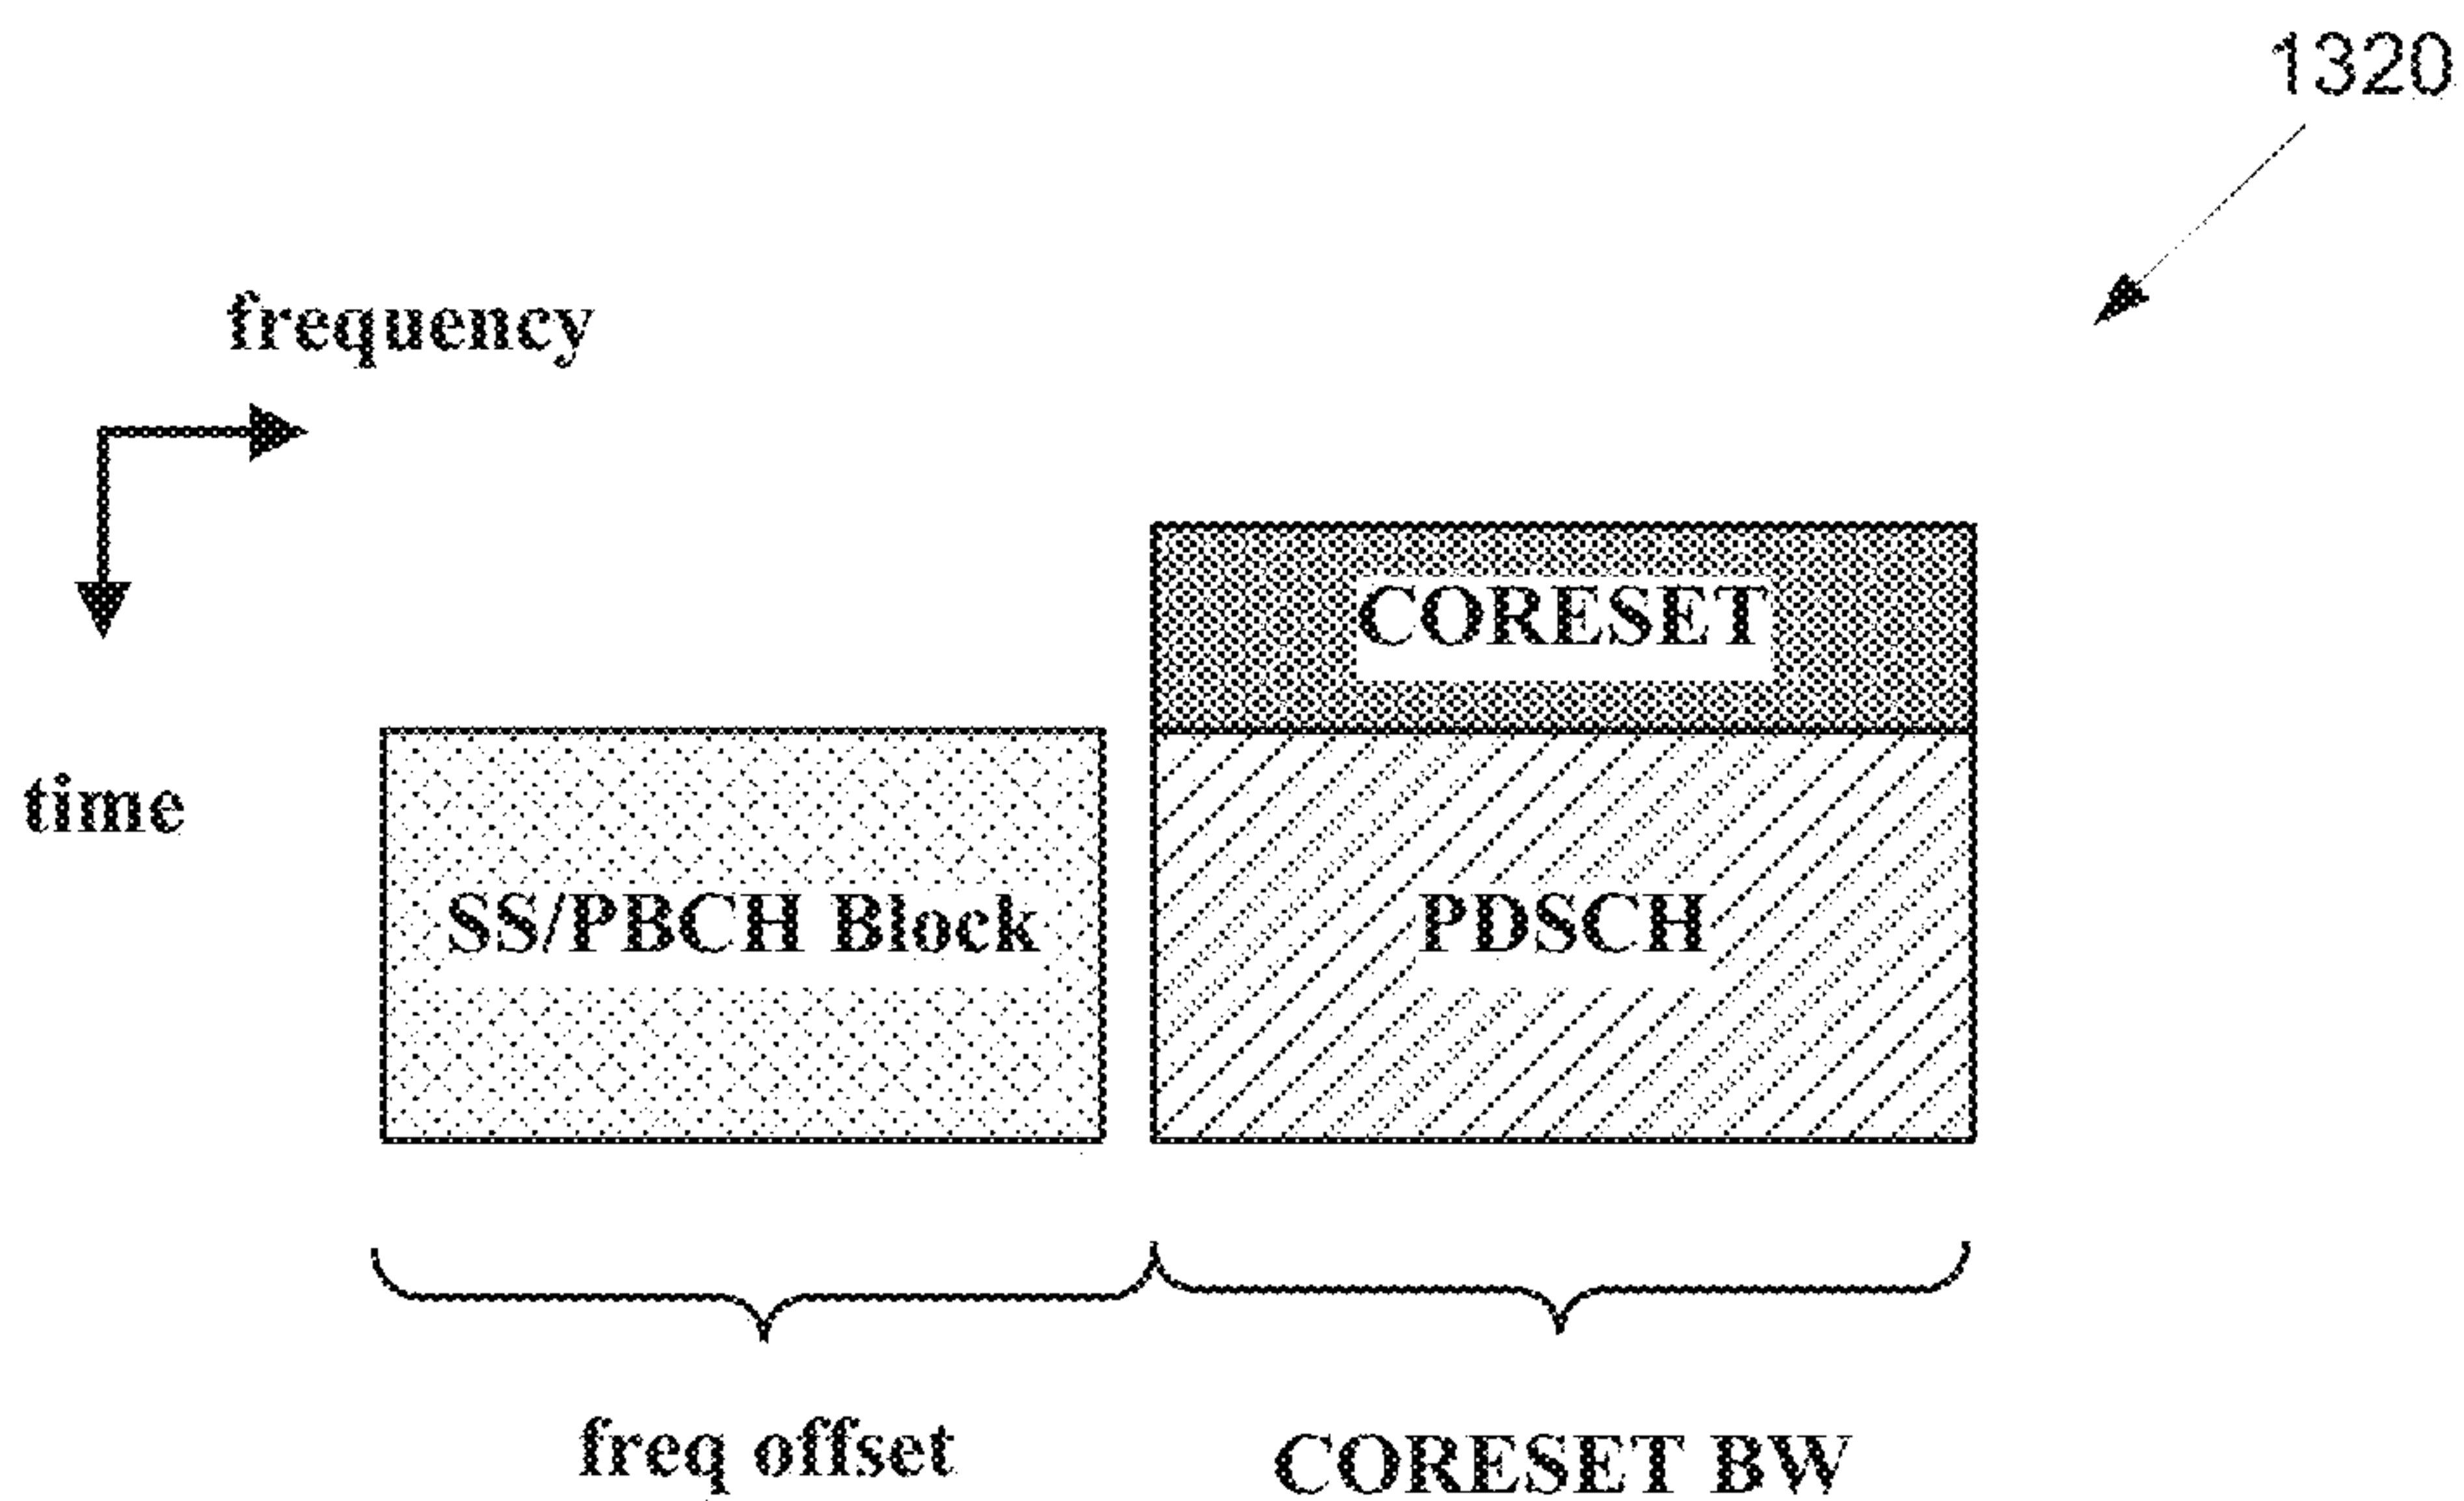 1320
frequency
time
CORESET
SS/PBCH Block
PDSCH
freq offset
CORESET BW